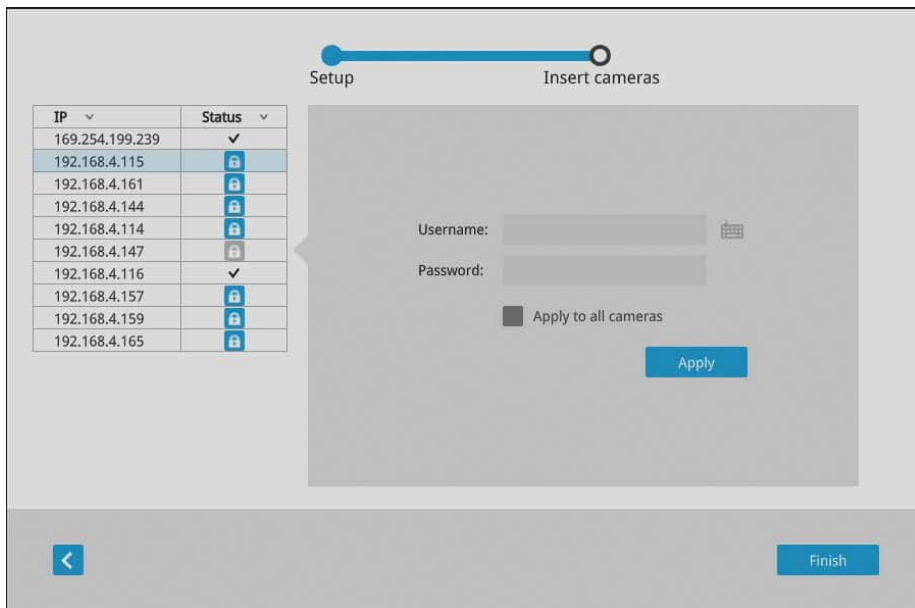 Setup Insert cameras
IP Status
169.254.199.239
192.168.4.115
192.168.4.161
192.168.4.144
192.168.4.114
192.168.4.147
192.168.4.116
192.168.4.157
192.168.4.159
192.168.4.165
Username:
Password:
Apply to all cameras
Apply
Finish